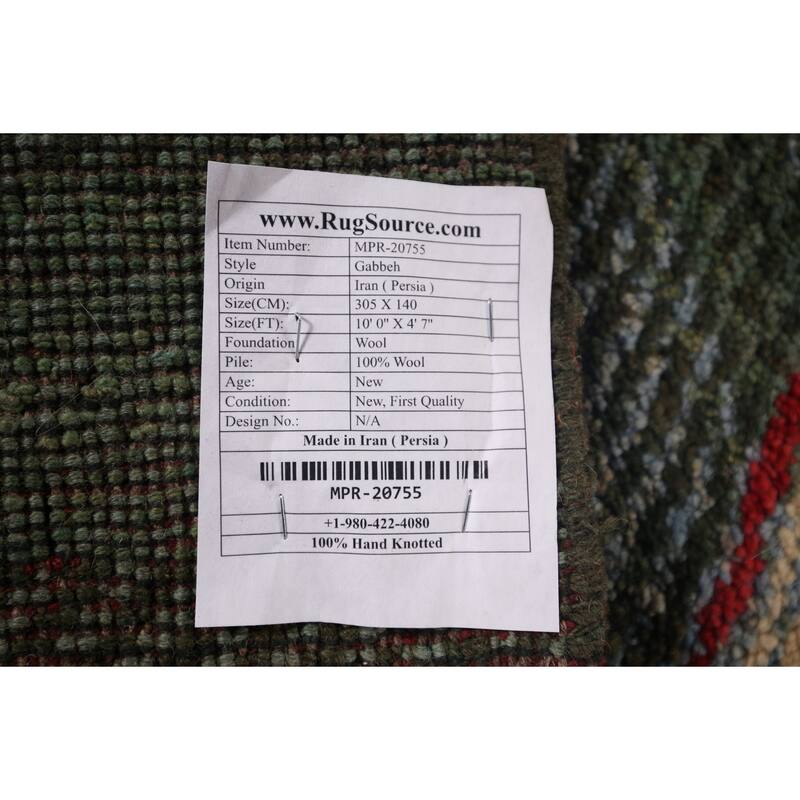 www.RugSource.com
Item Number: MPR-20755
Style Gabbeh
Origin Iran ( Persia )
Size(CM): 305 X 140
Size(FT): 10' 0" X 4' 7"
Foundation Wool
Pile: 100% Wool
Age: New
Condition: New, First Quality
Design No.: N/A
Made in Iran ( Persia )
MPR-20755
+1-980-422-4080
100% Hand Knotted